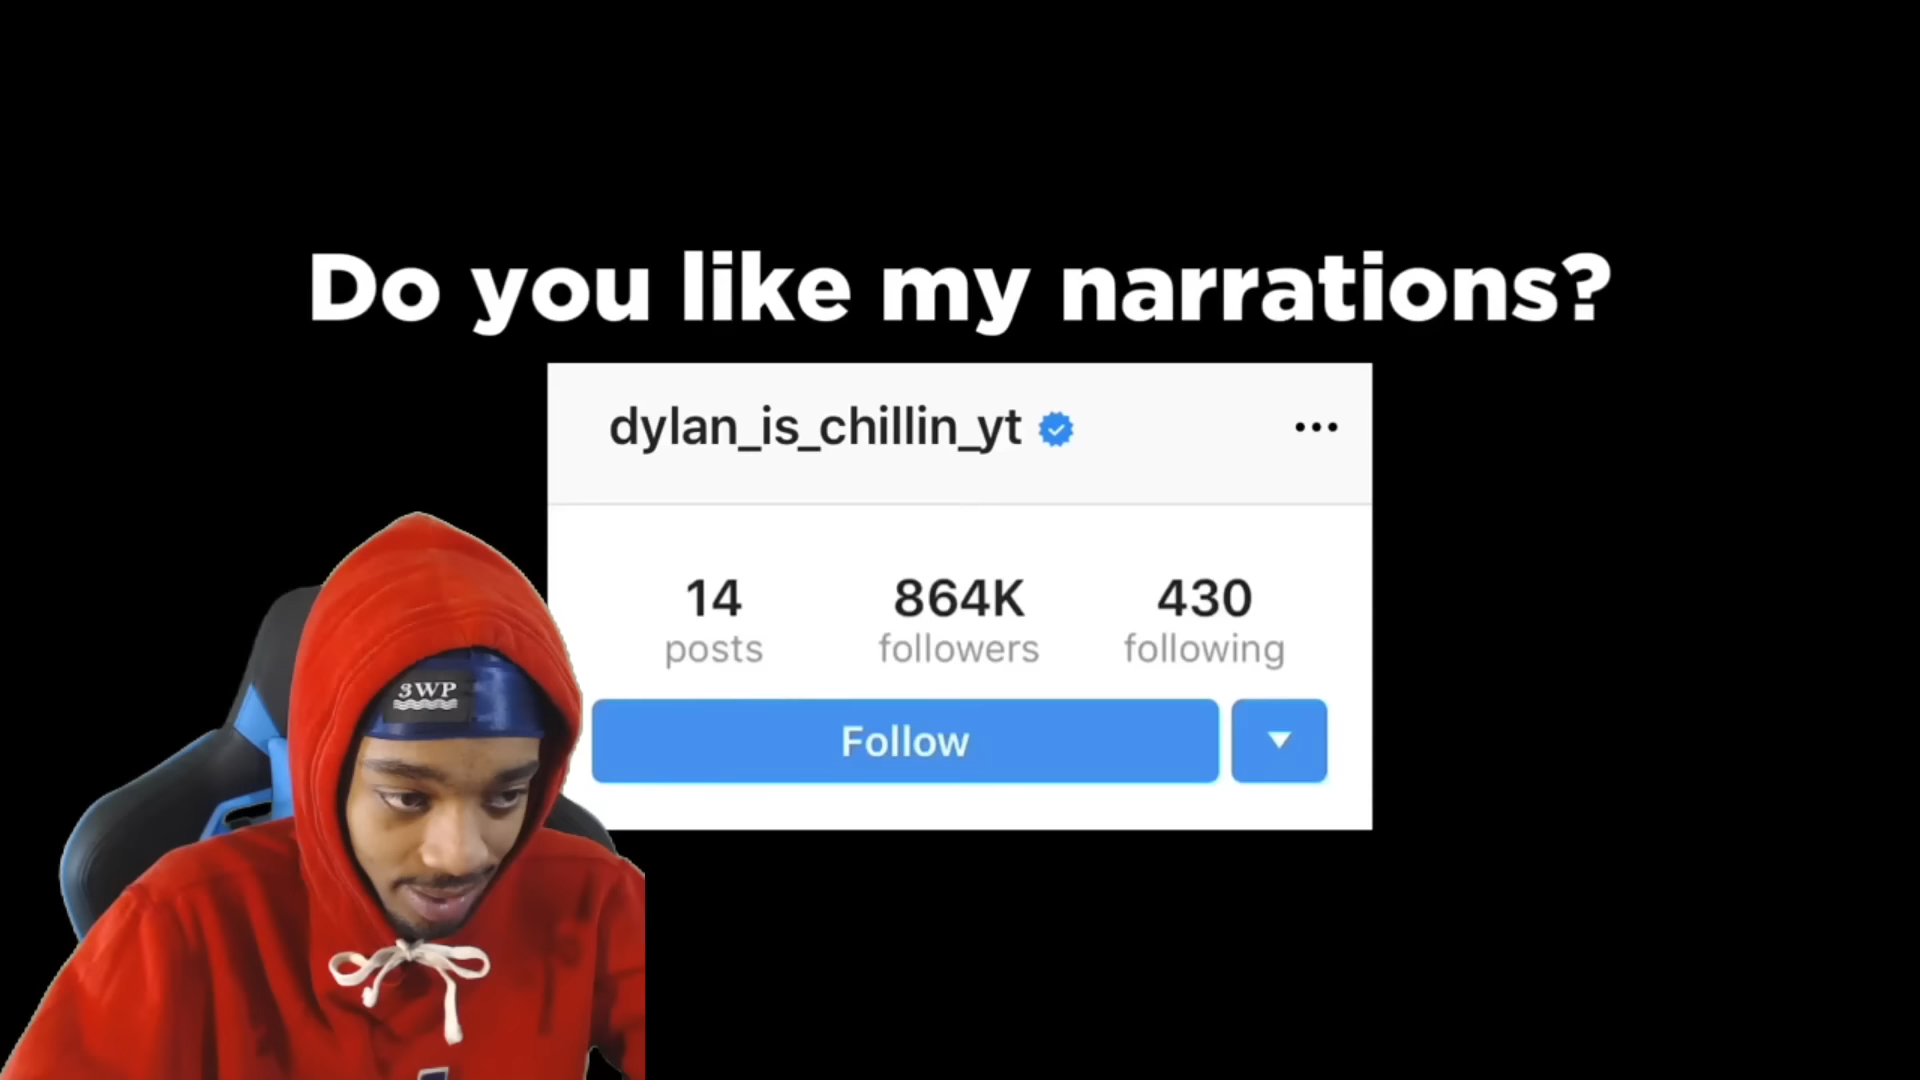 Do you like my narrations?
dylan_is_chillin_yt
14 864K 430
posts followers following
Follow
3WP